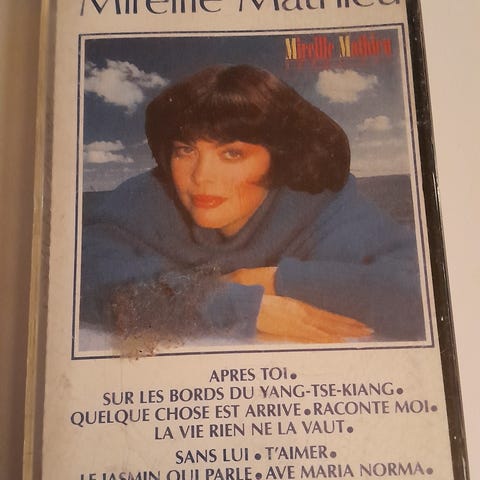 Mireille Mathieu
Mireille Mathieu
APRES TOI•
SUR LES BORDS DU YANG-TSE-KIANG•
QUELQUE CHOSE EST ARRIVE•RACONTE MOI•
LA VIE RIEN NE LA VAUT•
SANS LUI•T'AIMER•
LE JASMIN QUI PARLE•AVE MARIA NORMA•